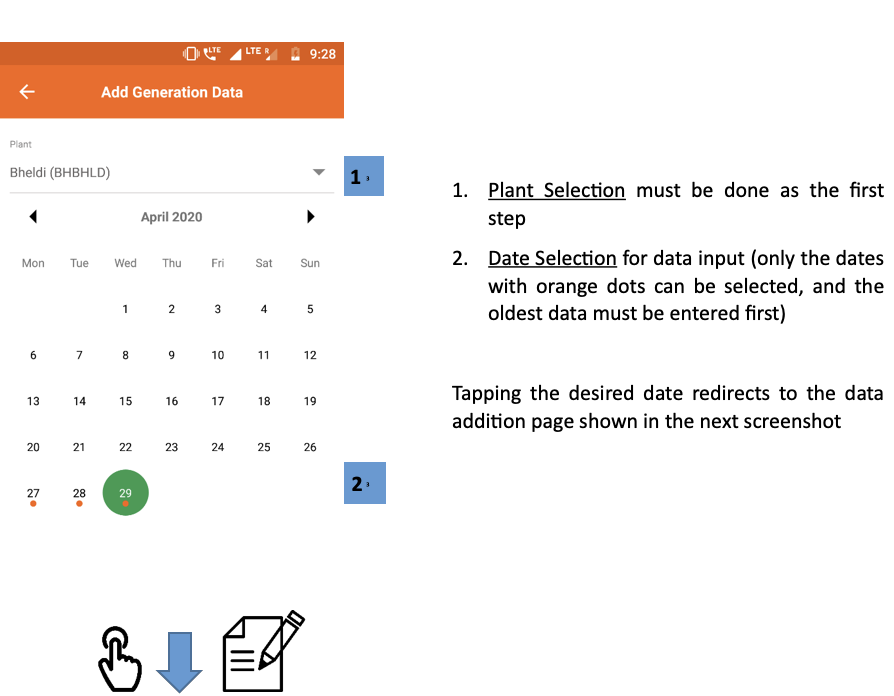 LTE LTE R 9:28
Add Generation Data
Plant
Bheldi (BHBHLD)
1 3
April 2020
Mon Tue Wed Thu Fri Sat Sun
1 2 3 4 5
6 7 8 9 10 11 12
13 14 15 16 17 18 19
20 21 22 23 24 25 26
27 28 29
2 3
1. Plant Selection must be done as the first
step
2. Date Selection for data input (only the dates
with orange dots can be selected, and the
oldest data must be entered first)
Tapping the desired date redirects to the data
addition page shown in the next screenshot